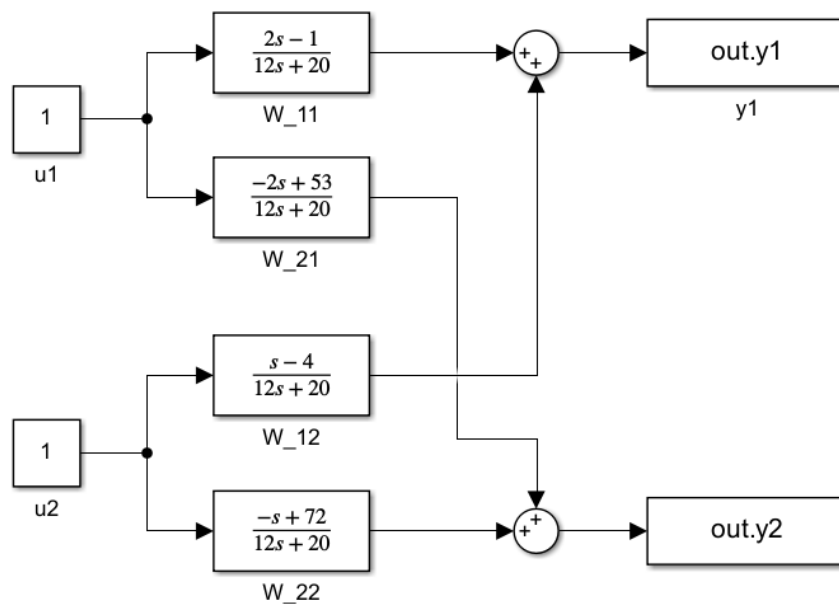 2s − 1
12s + 20
W_11
+
+
out.y1
y1
1
u1
−2s + 53
12s + 20
W_21
s − 4
12s + 20
W_12
1
u2
−s + 72
12s + 20
W_22
+
+
out.y2